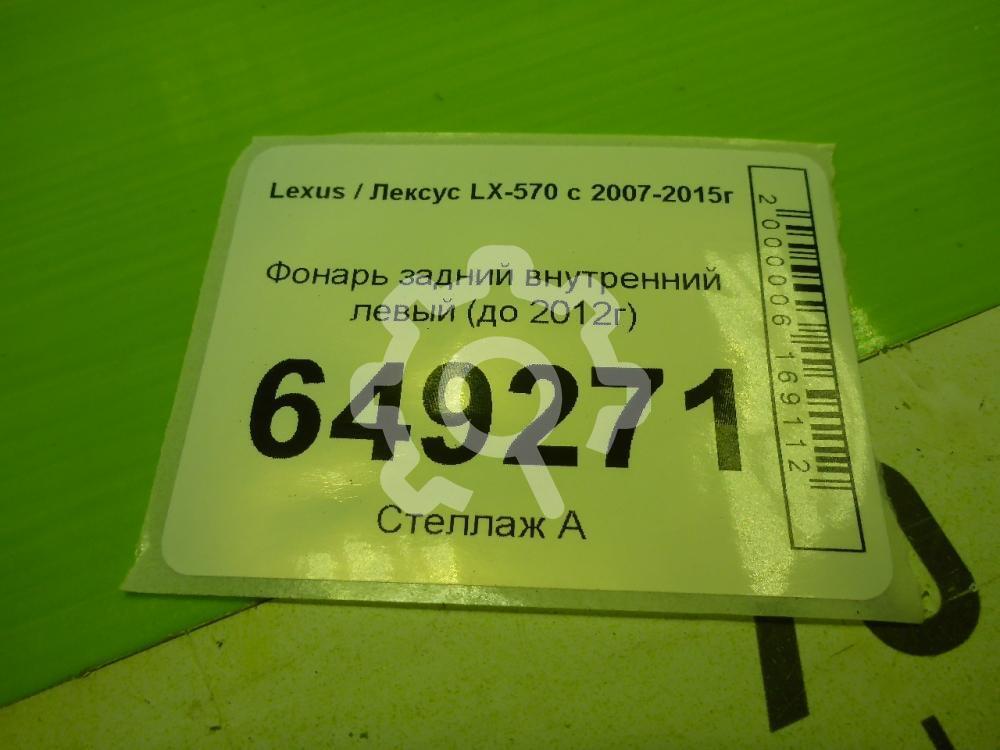 Lexus / Лексус LX-570 с 2007-2015г
Фонарь задний внутренний
левый (до 2012г)
649271
Стеллаж А
2000006169112